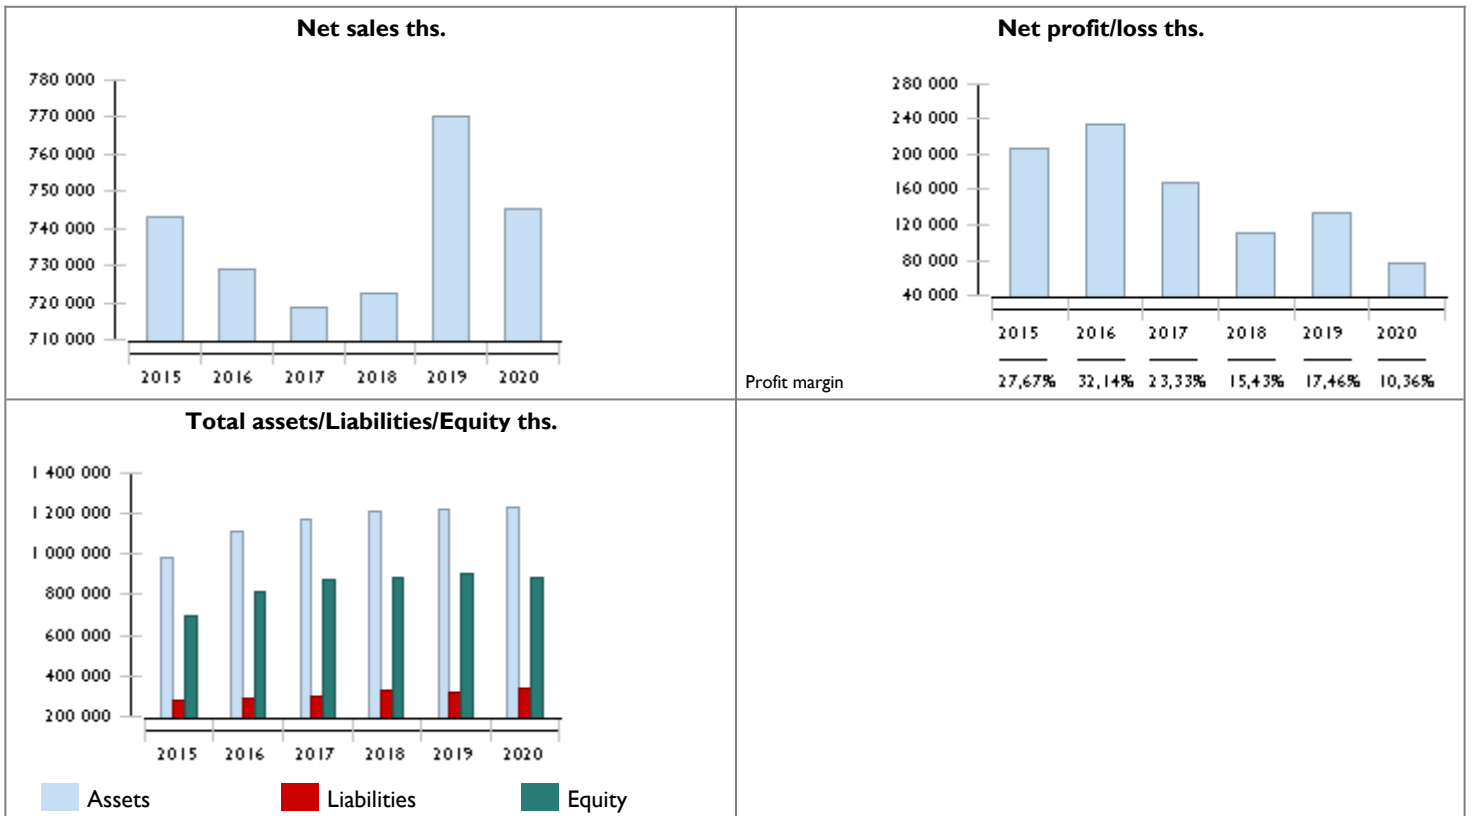 Net sales ths.
780 000
770 000
760 000
750 000
740 000
730 000
720 000
710 000
2015 2016 2017 2018 2019 2020
Net profit/loss ths.
280 000
240 000
200 000
160 000
120 000
80 000
40 000
2015 2016 2017 2018 2019 2020
Profit margin 27,67% 32,14% 23,33% 15,43% 17,46% 10,36%
Total assets/Liabilities/Equity ths.
1 400 000
1 200 000
1 000 000
800 000
600 000
400 000
200 000
2015 2016 2017 2018 2019 2020
Assets Liabilities Equity